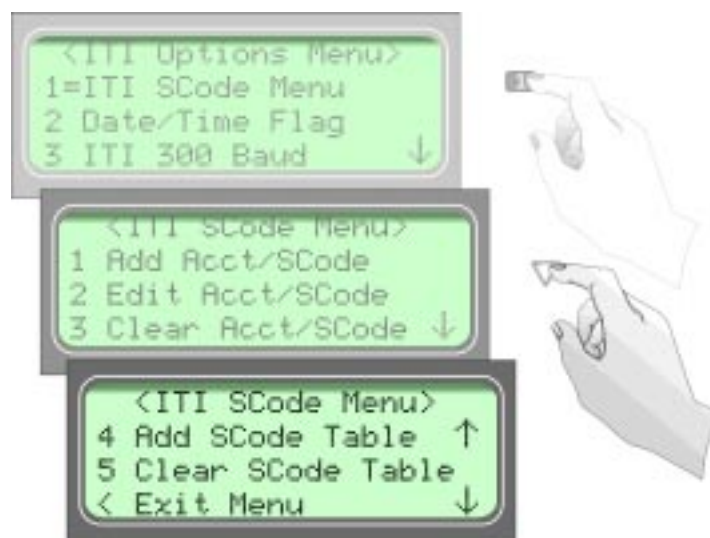 <ITI Options Menu>
1=ITI SCode Menu
2 Date/Time Flag
3 ITI 300 Baud ↓
<ITI SCode Menu>
1 Add Acct/SCode
2 Edit Acct/SCode
3 Clear Acct/SCode ↓
<ITI SCode Menu>
4 Add SCode Table ↑
5 Clear SCode Table
< Exit Menu ↓